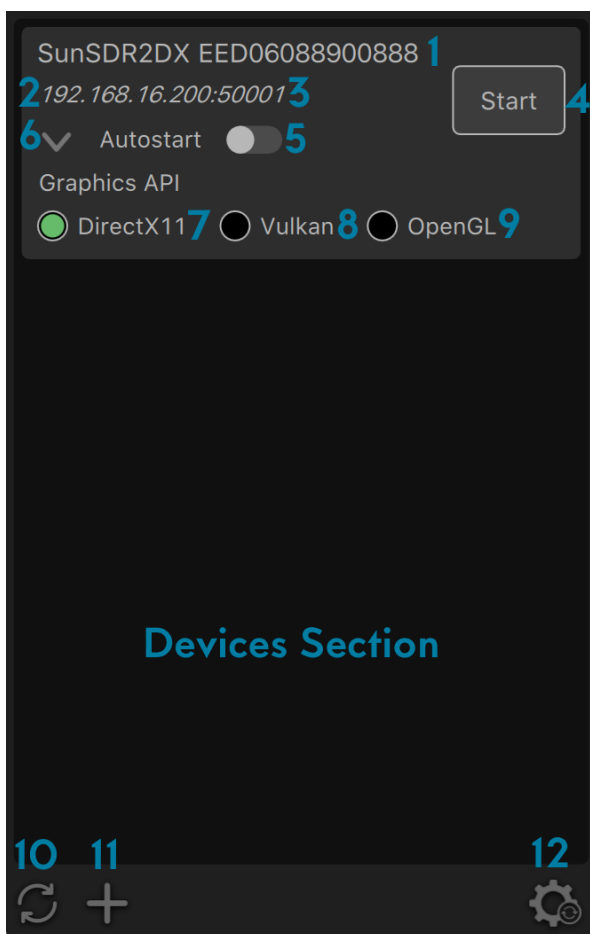 SunSDR2DX EED06088900888 1
2 192.168.16.200:50001 3
Start 4
6 Autostart 5
Graphics API
DirectX11 7 Vulkan 8 OpenGL 9
Devices Section
10 11 12